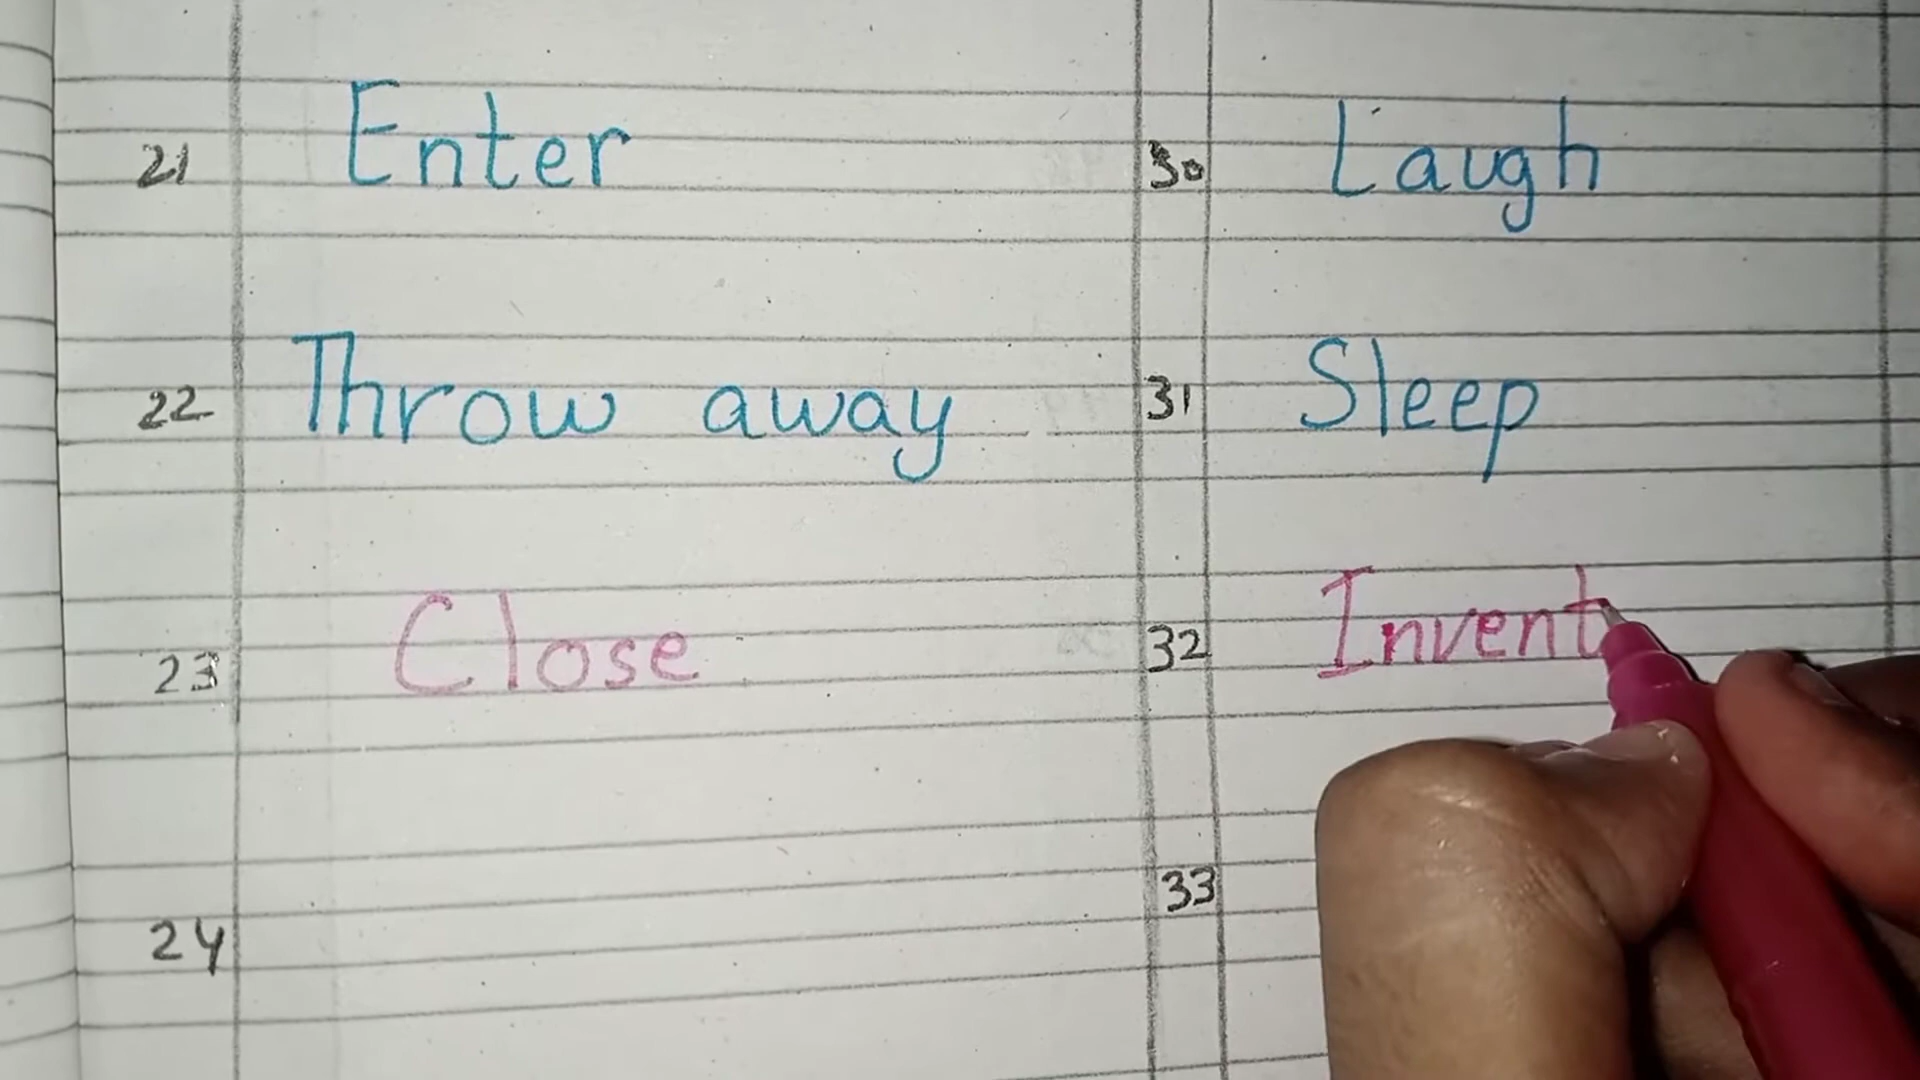 21 Enter
22 Throw away
23 Close
24
30 Laugh
31 Sleep
32 Invent
33